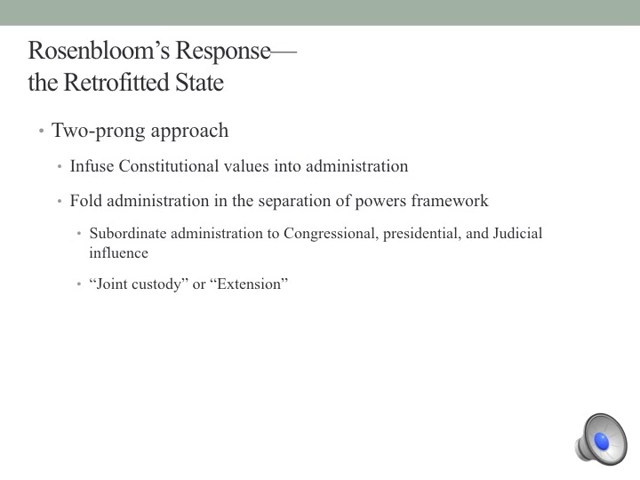 Rosenbloom’s Response—
the Retrofitted State
• Two-prong approach
• Infuse Constitutional values into administration
• Fold administration in the separation of powers framework
• Subordinate administration to Congressional, presidential, and Judicial
influence
• “Joint custody” or “Extension”